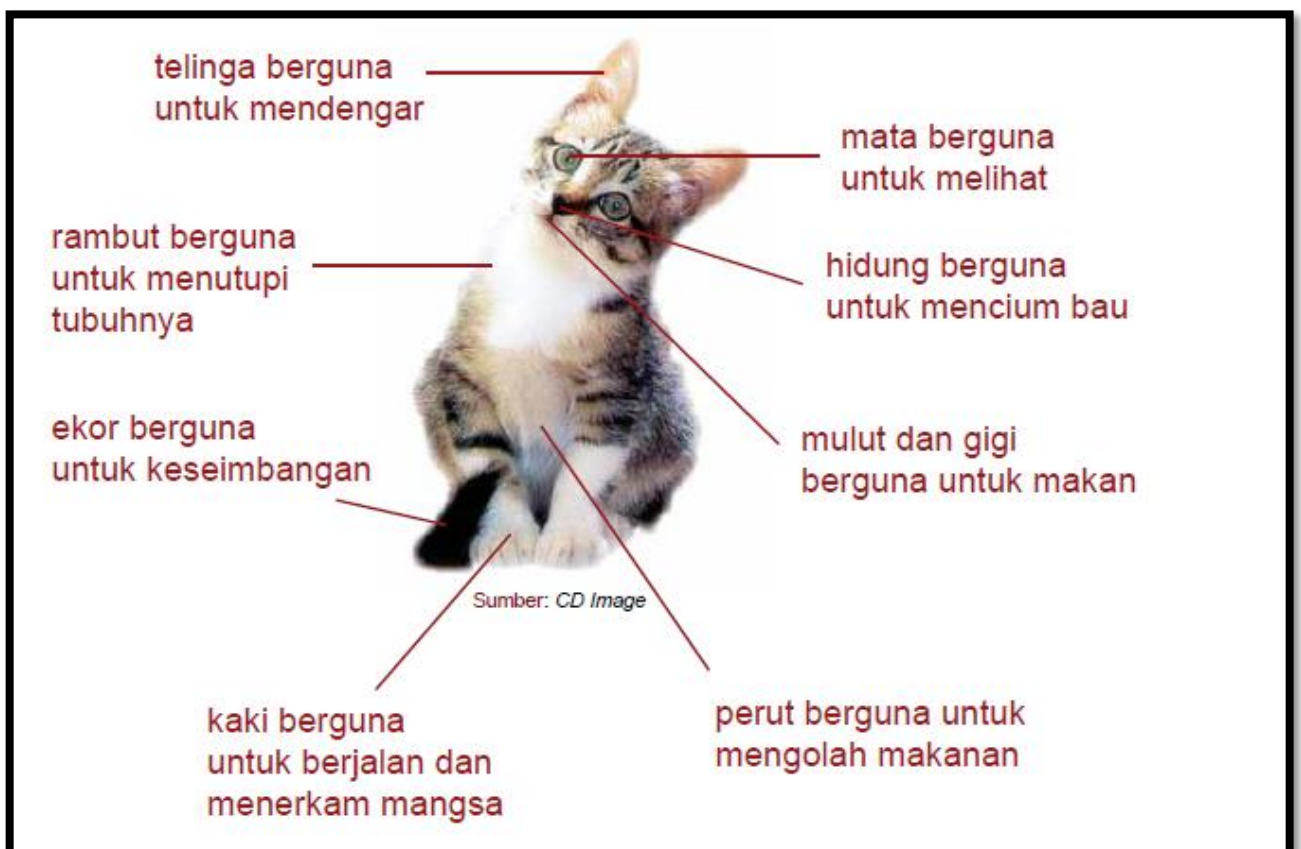 telinga berguna
untuk mendengar
mata berguna
untuk melihat
rambut berguna
untuk menutupi
tubuhnya
hidung berguna
untuk mencium bau
ekor berguna
untuk keseimbangan
mulut dan gigi
berguna untuk makan
Sumber: CD Image
kaki berguna
untuk berjalan dan
menerkam mangsa
perut berguna untuk
mengolah makanan